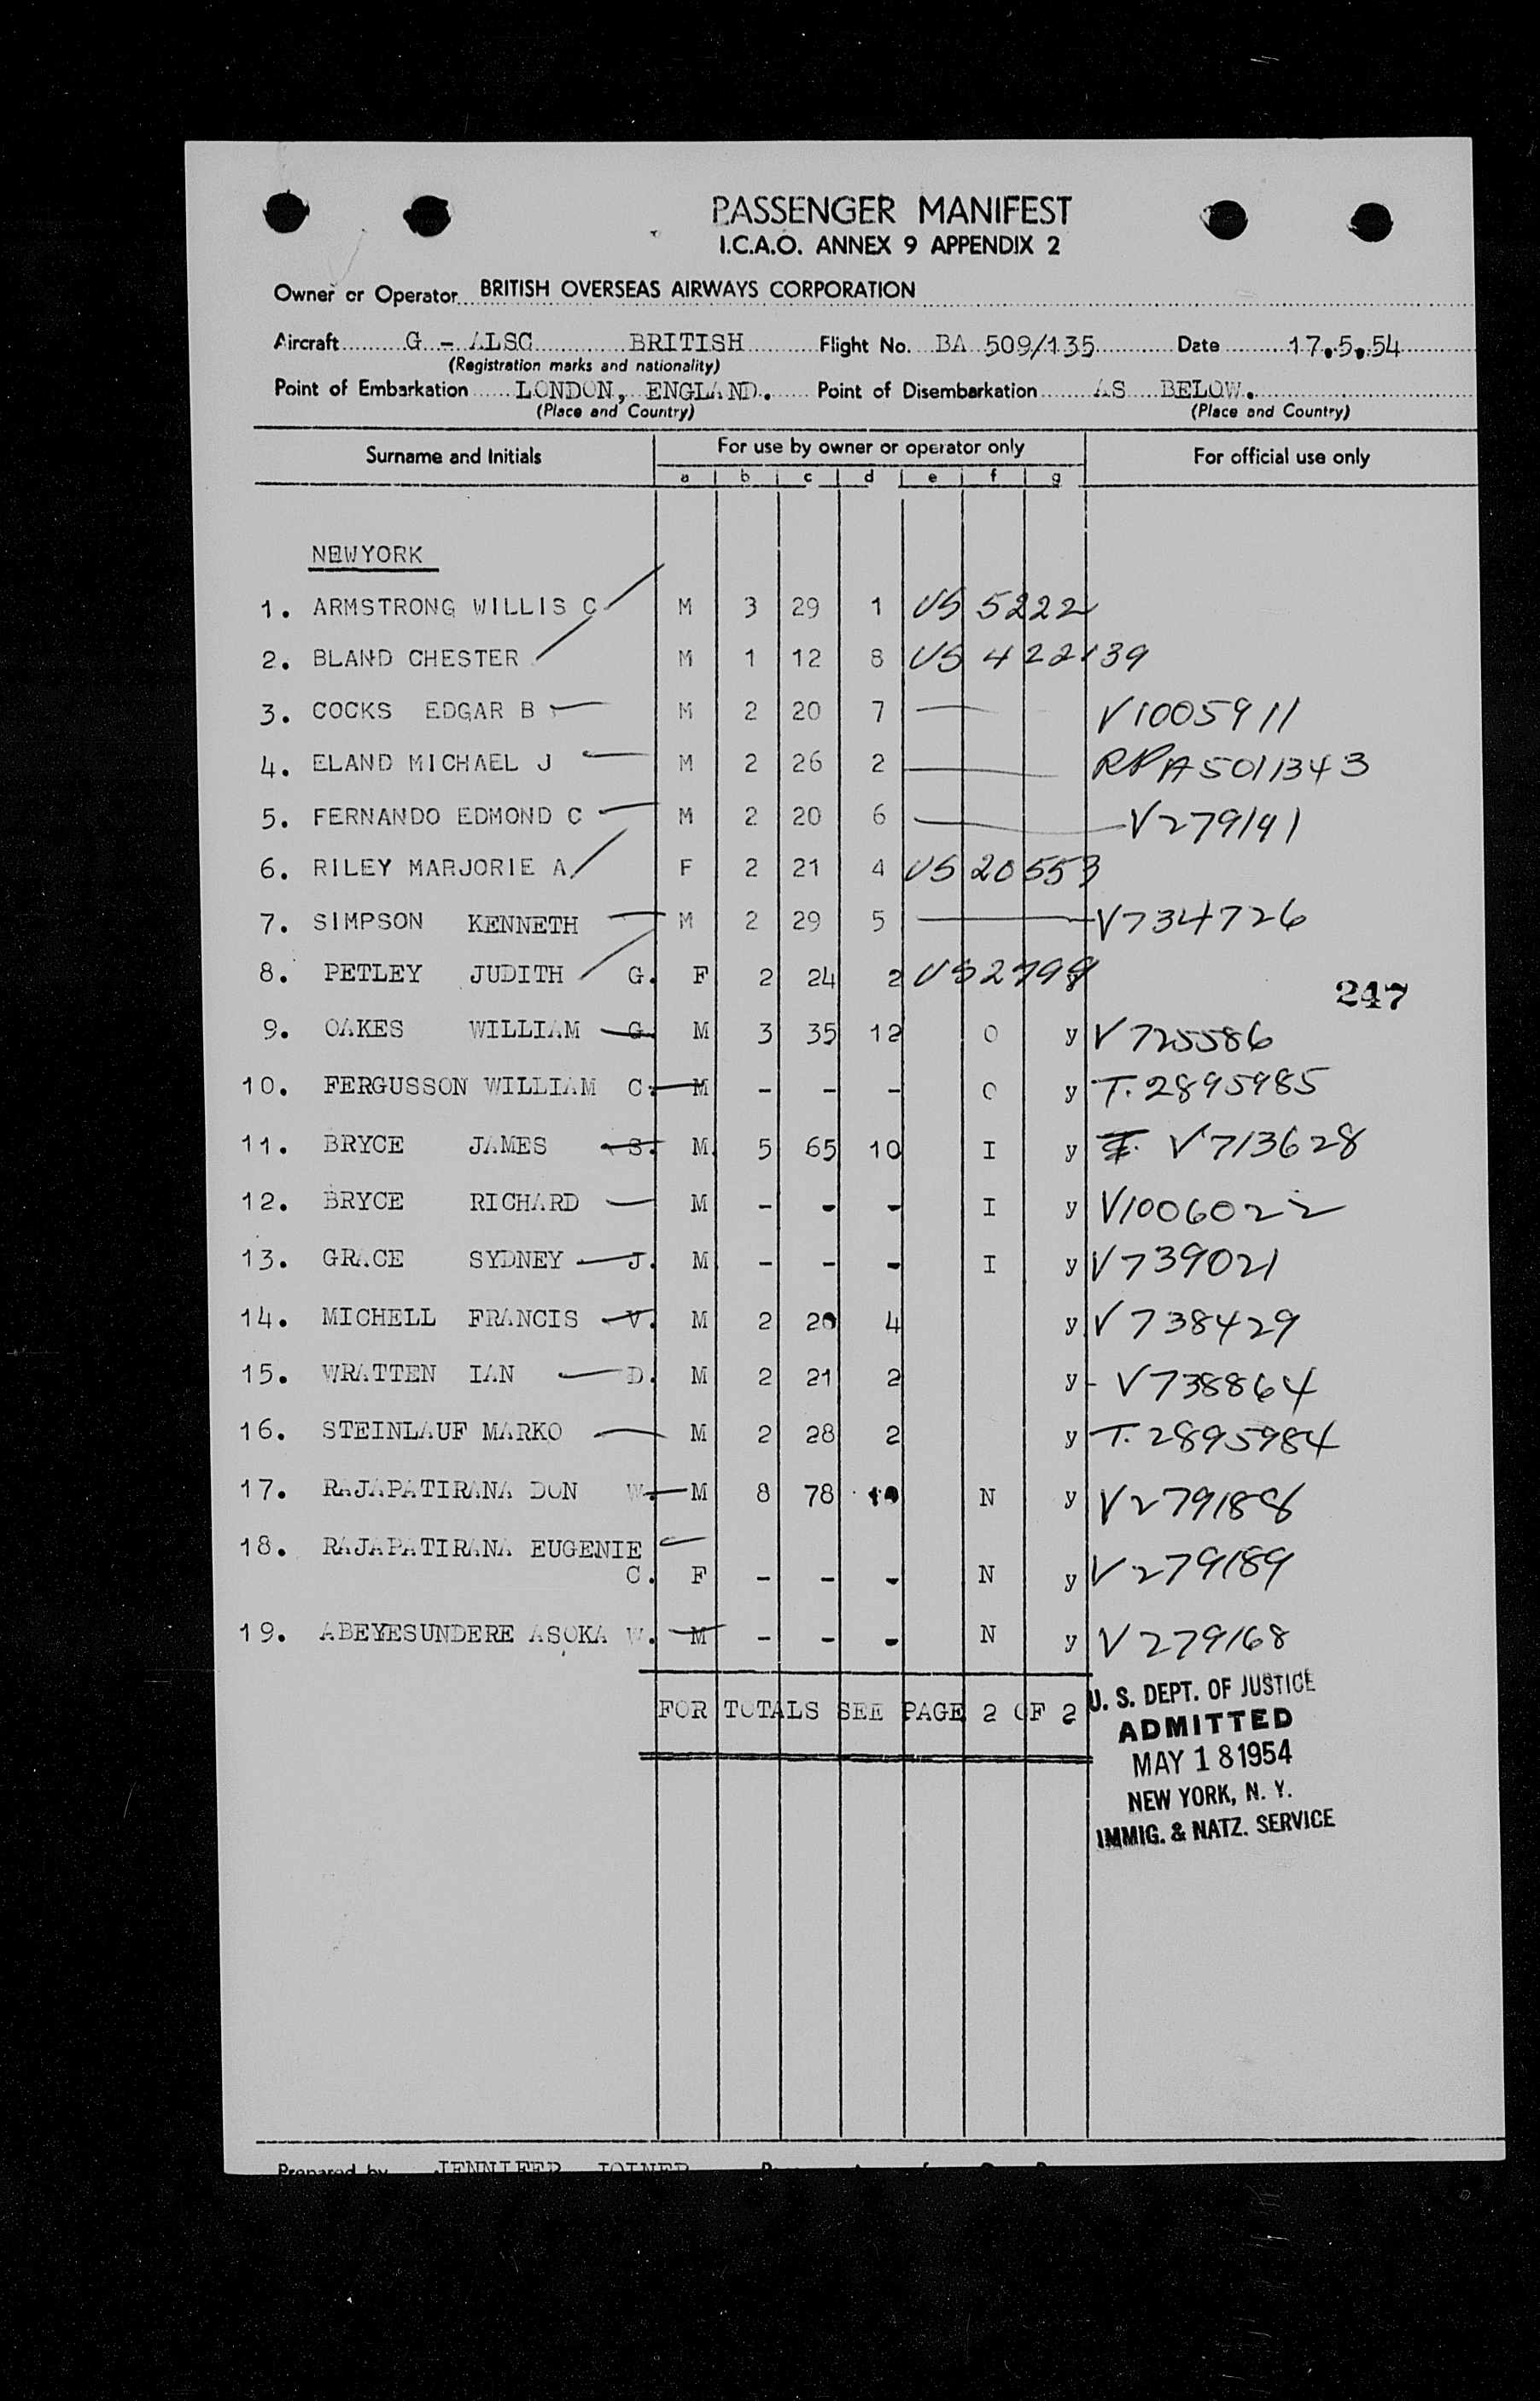 PASSENGER MANIFEST
I.C.A.O. ANNEX 9 APPENDIX 2
Owner or Operator BRITISH OVERSEAS AIRWAYS CORPORATION
Aircraft G - ALSC BRITISH Flight No. BA 509/135 Date 17.5.54
(Registration marks and nationality)
Point of Embarkation LONDON, ENGLAND. Point of Disembarkation AS BELOW.
(Place and Country) (Place and Country)
Surname and Initials For use by owner or operator only For official use only
a b c d e f g
NEWYORK
1. ARMSTRONG WILLIS C M 3 29 1 US 5222
2. BLAND CHESTER M 1 12 8 US 422139
3. COCKS EDGAR B M 2 20 7 — V1005911
4. ELAND MICHAEL J M 2 26 2 — RP A5011343
5. FERNANDO EDMOND C M 2 20 6 — V279141
6. RILEY MARJORIE A F 2 21 4 US 20553
7. SIMPSON KENNETH M 2 29 5 — V734726
8. PETLEY JUDITH G. F 2 24 2 US 2799
247
9. OAKES WILLIAM G. M 3 35 12 O y V725586
10. FERGUSSON WILLIAM C. M - - - O y T.2895985
11. BRYCE JAMES S. M. 5 65 10 I y V713628
12. BRYCE RICHARD M - - - I y V1006022
13. GRACE SYDNEY J. M - - - I y V739021
14. MICHELL FRANCIS V. M 2 20 4 y V738429
15. WRATTEN IAN D. M 2 21 2 y - V738864
16. STEINLAUF MARKO M 2 28 2 y T.2895984
17. RAJAPATIRANA DON W. M 8 78 N y V279188
18. RAJAPATIRANA EUGENIE
C. F - - - N y V279189
19. ABEYESUNDERE ASOKA W. M - - - N y V279168
FOR TOTALS SEE PAGE 2 OF 2
U. S. DEPT. OF JUSTICE
ADMITTED
MAY 18 1954
NEW YORK, N. Y.
IMMIG. & NATZ. SERVICE
Prepared by JENNIFER JOINER